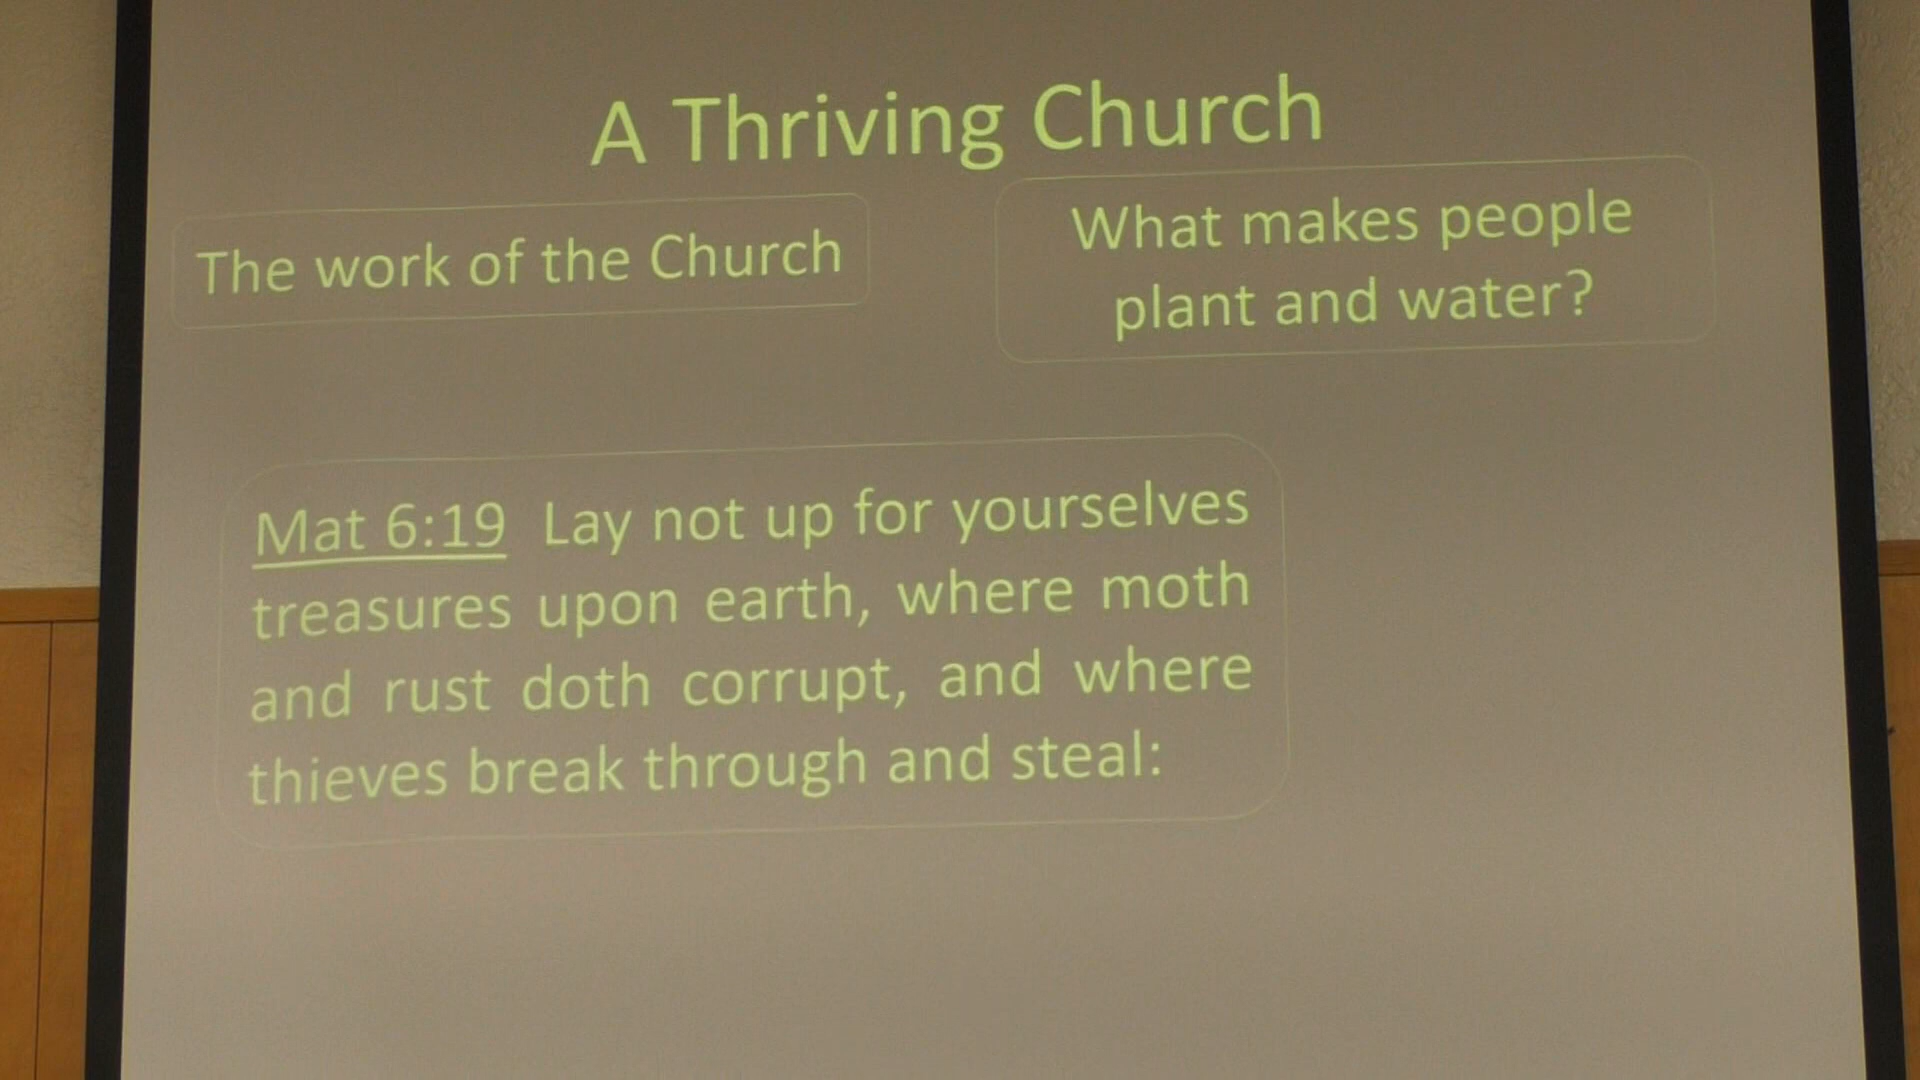 A Thriving Church
The work of the Church
What makes people
plant and water?
Mat 6:19 Lay not up for yourselves
treasures upon earth, where moth
and rust doth corrupt, and where
thieves break through and steal: